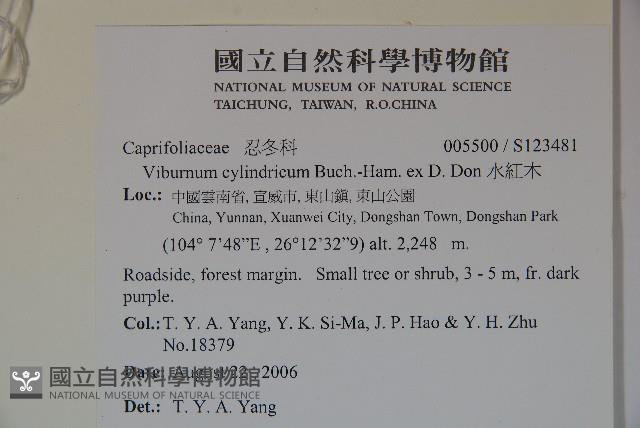 國立自然科學博物館
NATIONAL MUSEUM OF NATURAL SCIENCE
TAICHUNG, TAIWAN, R.O.CHINA
Caprifoliaceae 忍冬科 005500 / S123481
Viburnum cylindricum Buch.-Ham. ex D. Don 水紅木
Loc.: 中國雲南省, 宣威市, 東山鎮, 東山公園
China, Yunnan, Xuanwei City, Dongshan Town, Dongshan Park
(104° 7'48"E , 26°12'32"9) alt. 2,248 m.
Roadside, forest margin. Small tree or shrub, 3 - 5 m, fr. dark
purple.
Col.: T. Y. A. Yang, Y. K. Si-Ma, J. P. Hao & Y. H. Zhu
No.18379
Date: August 22, 2006
國立自然科學博物館
NATIONAL MUSEUM OF NATURAL SCIENCE
Det.: T. Y. A. Yang